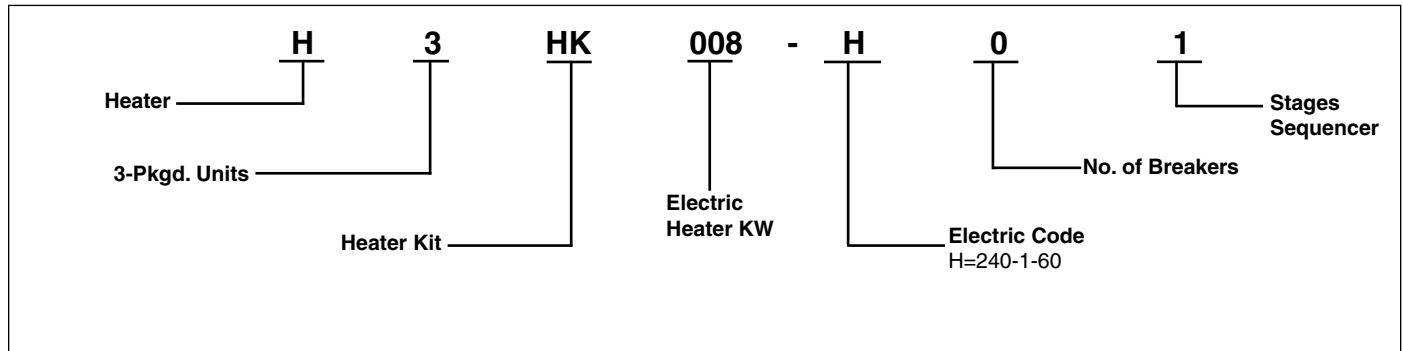 H 3 HK 008 - H 0 1
Heater
Stages
Sequencer
3-Pkgd. Units
No. of Breakers
Electric
Heater KW
Heater Kit
Electric Code
H=240-1-60